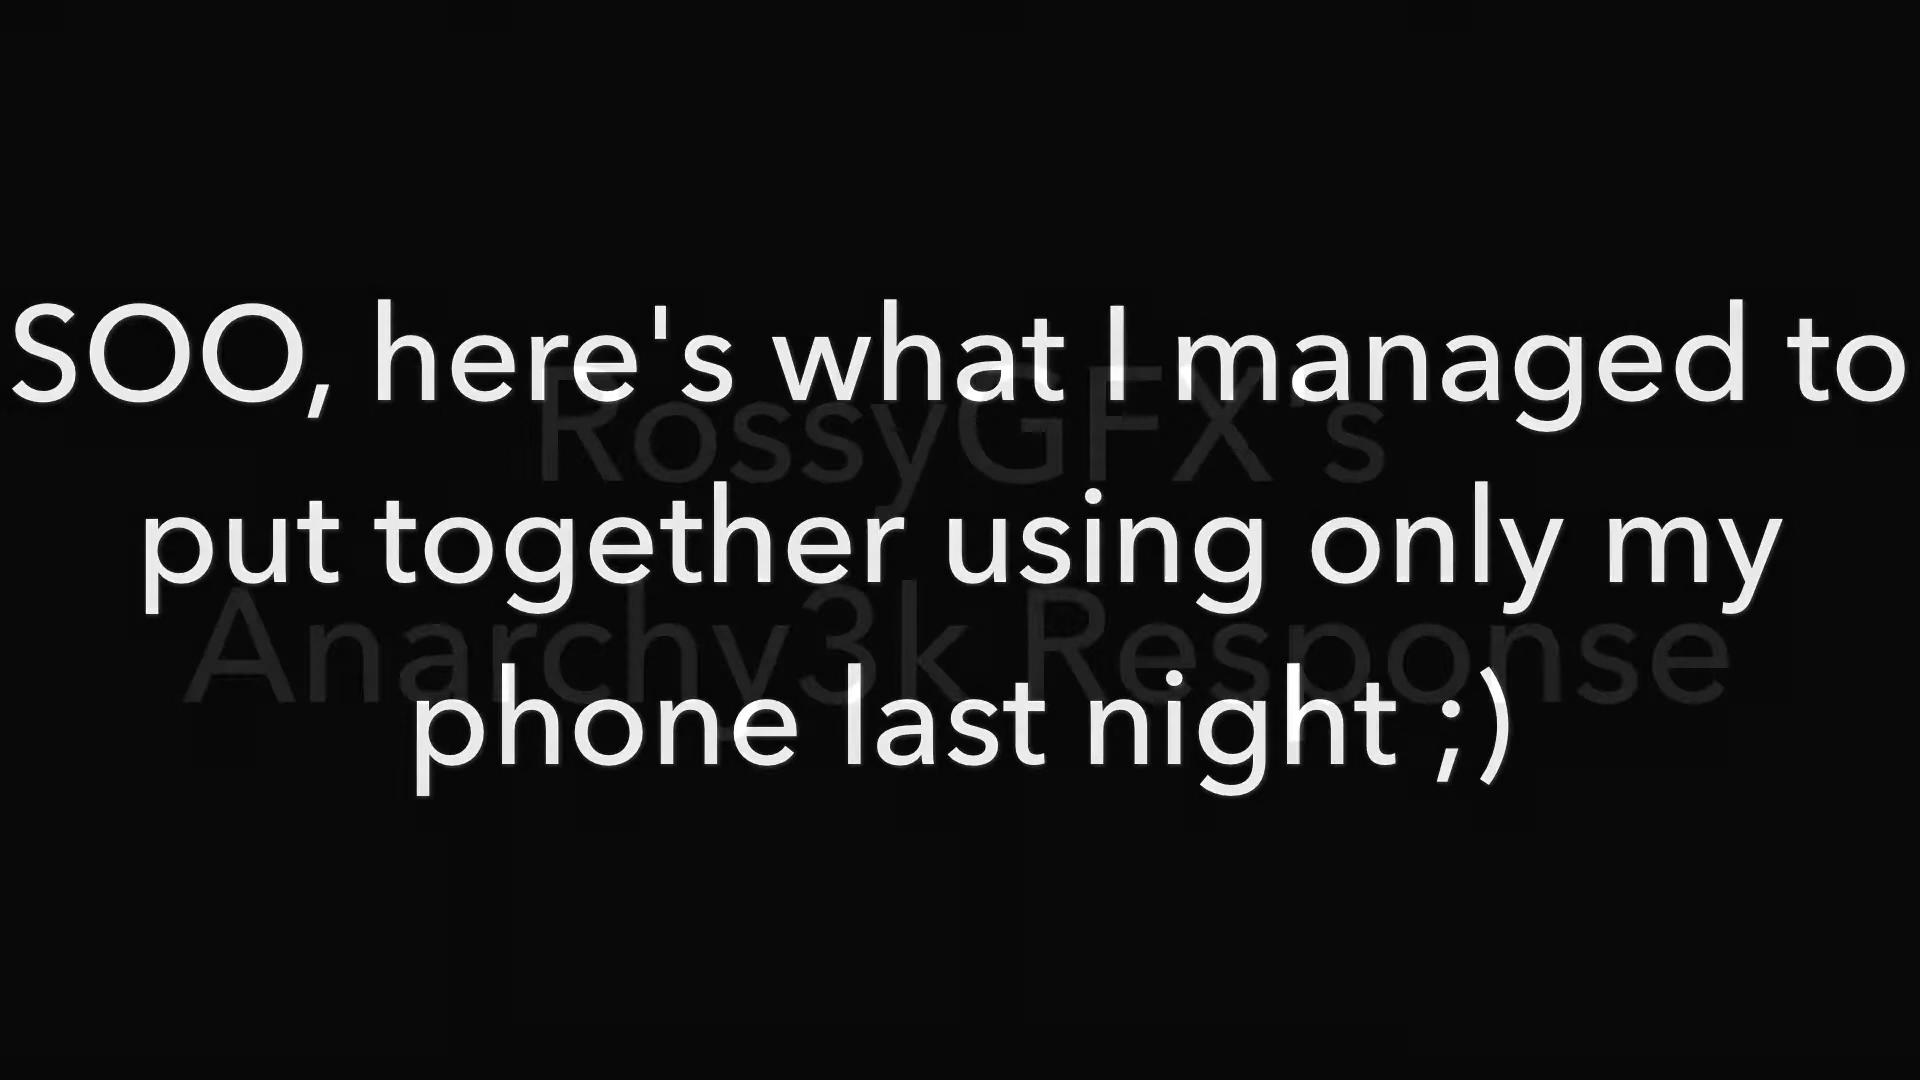 SOO, here's what I managed to
RossyGFX's
put together using only my
Anarchy3k Response
phone last night ;)